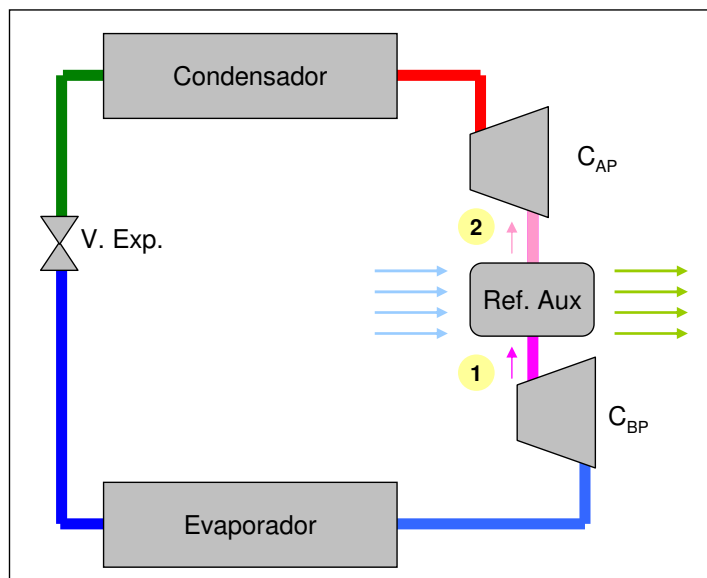 Condensador
C_AP
2
V. Exp.
Ref. Aux
1
C_BP
Evaporador